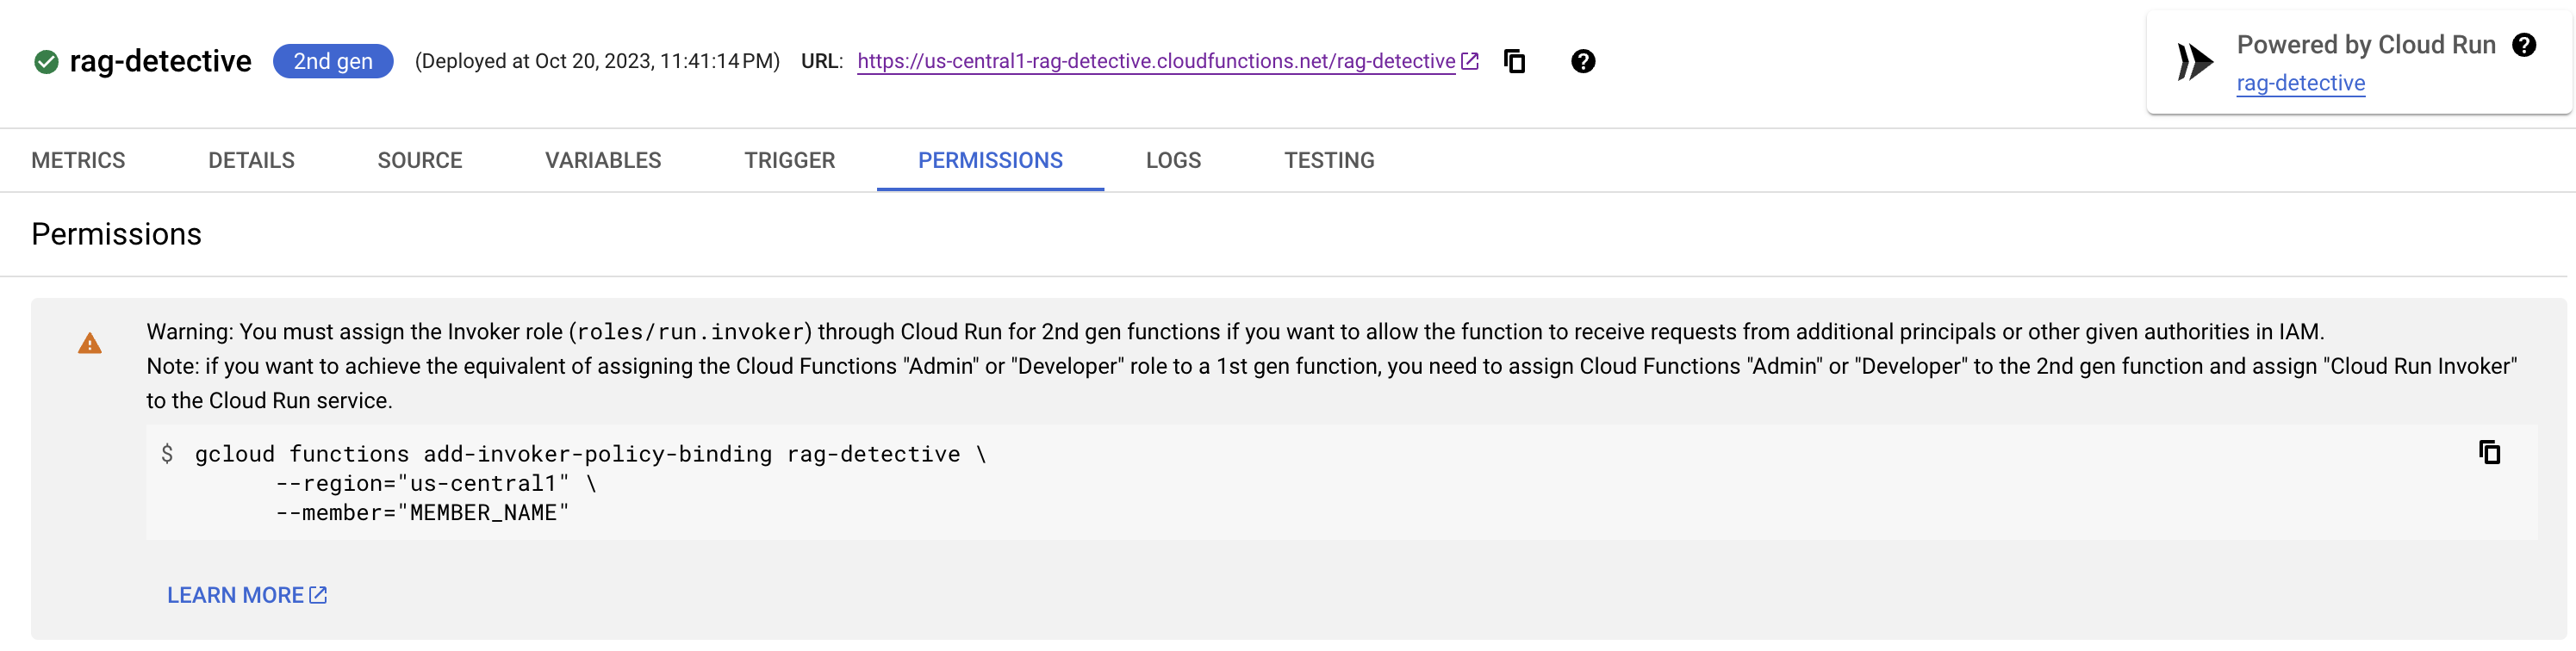 rag-detective 2nd gen (Deployed at Oct 20, 2023, 11:41:14 PM) URL: https://us-central1-rag-detective.cloudfunctions.net/rag-detective
Powered by Cloud Run
rag-detective
METRICS DETAILS SOURCE VARIABLES TRIGGER PERMISSIONS LOGS TESTING
Permissions
Warning: You must assign the Invoker role (roles/run.invoker) through Cloud Run for 2nd gen functions if you want to allow the function to receive requests from additional principals or other given authorities in IAM.
Note: if you want to achieve the equivalent of assigning the Cloud Functions "Admin" or "Developer" role to a 1st gen function, you need to assign Cloud Functions "Admin" or "Developer" to the 2nd gen function and assign "Cloud Run Invoker"
to the Cloud Run service.
$ gcloud functions add-invoker-policy-binding rag-detective \
--region="us-central1" \
--member="MEMBER_NAME"
LEARN MORE